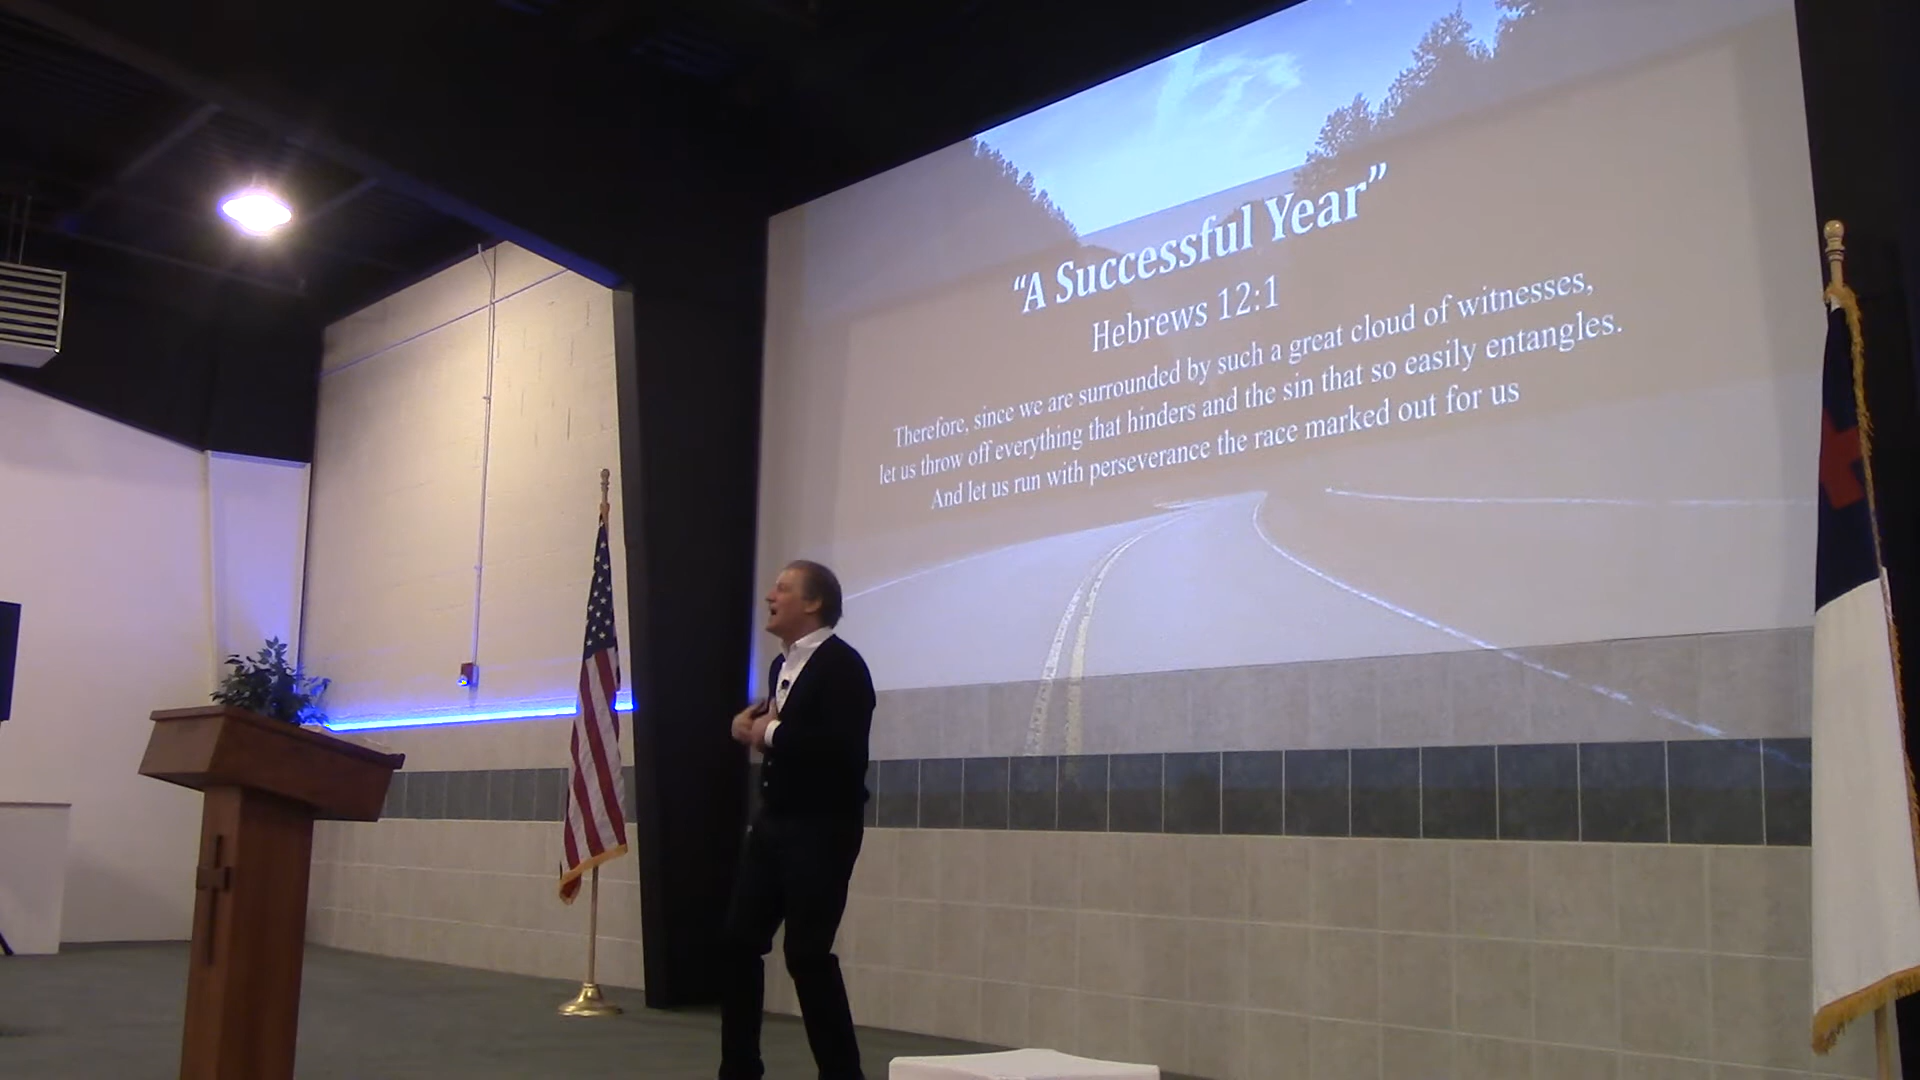 “A Successful Year”
Hebrews 12:1
Therefore, since we are surrounded by such a great cloud of witnesses,
let us throw off everything that hinders and the sin that so easily entangles.
And let us run with perseverance the race marked out for us